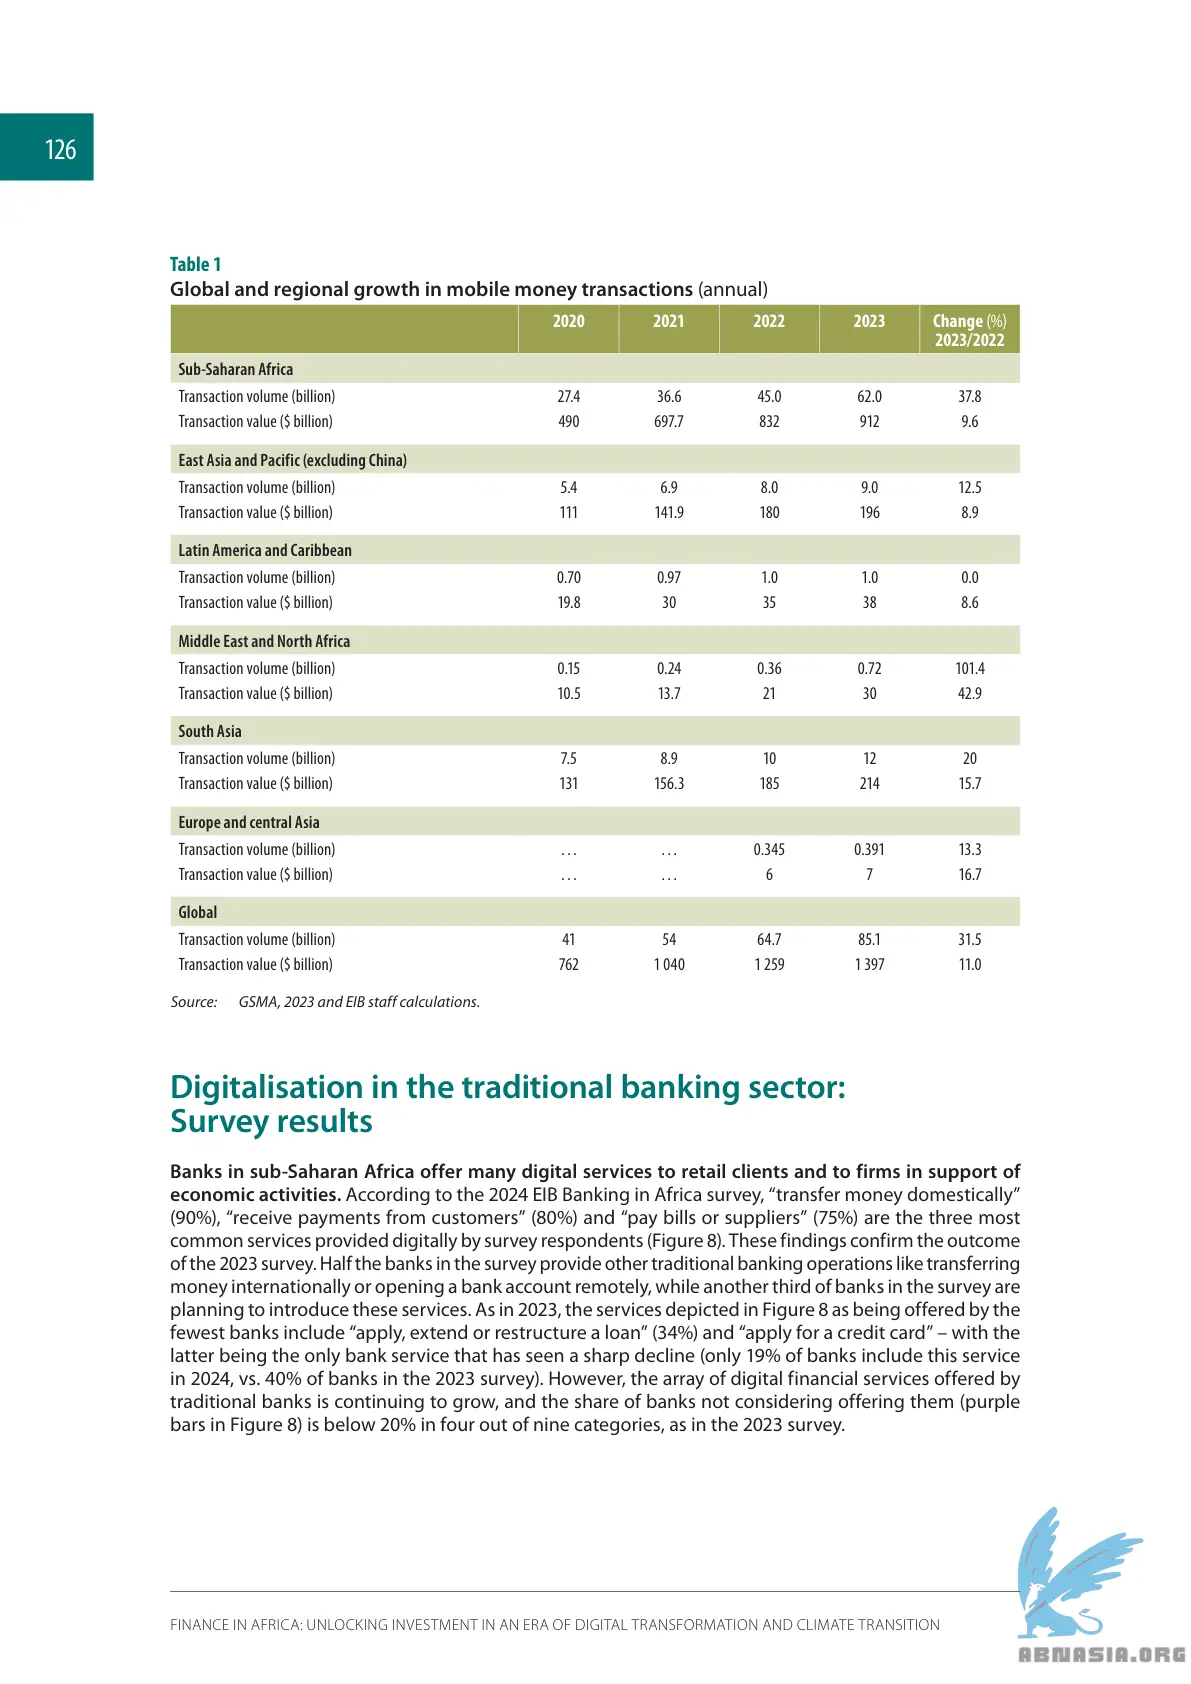 126
Table 1
Global and regional growth in mobile money transactions (annual)
2020 2021 2022 2023 Change (%)
2023/2022
Sub-Saharan Africa
Transaction volume (billion) 27.4 36.6 45.0 62.0 37.8
Transaction value ($ billion) 490 697.7 832 912 9.6
East Asia and Pacific (excluding China)
Transaction volume (billion) 5.4 6.9 8.0 9.0 12.5
Transaction value ($ billion) 111 141.9 180 196 8.9
Latin America and Caribbean
Transaction volume (billion) 0.70 0.97 1.0 1.0 0.0
Transaction value ($ billion) 19.8 30 35 38 8.6
Middle East and North Africa
Transaction volume (billion) 0.15 0.24 0.36 0.72 101.4
Transaction value ($ billion) 10.5 13.7 21 30 42.9
South Asia
Transaction volume (billion) 7.5 8.9 10 12 20
Transaction value ($ billion) 131 156.3 185 214 15.7
Europe and central Asia
Transaction volume (billion) ... ... 0.345 0.391 13.3
Transaction value ($ billion) ... ... 6 7 16.7
Global
Transaction volume (billion) 41 54 64.7 85.1 31.5
Transaction value ($ billion) 762 1 040 1 259 1 397 11.0
Source: GSMA, 2023 and EIB staff calculations.
Digitalisation in the traditional banking sector:
Survey results
Banks in sub-Saharan Africa offer many digital services to retail clients and to firms in support of
economic activities. According to the 2024 EIB Banking in Africa survey, “transfer money domestically”
(90%), “receive payments from customers” (80%) and “pay bills or suppliers” (75%) are the three most
common services provided digitally by survey respondents (Figure 8). These findings confirm the outcome
of the 2023 survey. Half the banks in the survey provide other traditional banking operations like transferring
money internationally or opening a bank account remotely, while another third of banks in the survey are
planning to introduce these services. As in 2023, the services depicted in Figure 8 as being offered by the
fewest banks include “apply, extend or restructure a loan” (34%) and “apply for a credit card” – with the
latter being the only bank service that has seen a sharp decline (only 19% of banks include this service
in 2024, vs. 40% of banks in the 2023 survey). However, the array of digital financial services offered by
traditional banks is continuing to grow, and the share of banks not considering offering them (purple
bars in Figure 8) is below 20% in four out of nine categories, as in the 2023 survey.
FINANCE IN AFRICA: UNLOCKING INVESTMENT IN AN ERA OF DIGITAL TRANSFORMATION AND CLIMATE TRANSITION
ABNASIA.ORG